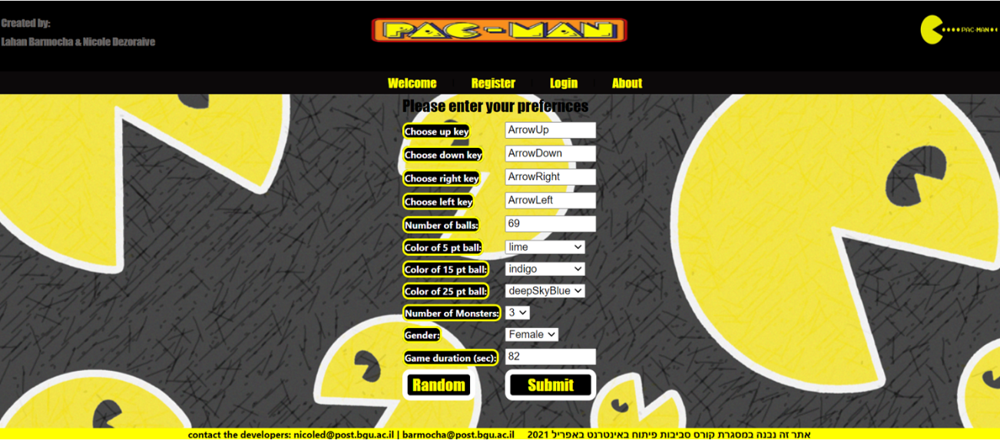 Created by:
Lahan Barmocha & Nicole Dezoraive
PAC-MAN
PAC-MAN
Welcome
Register
Login
About
Please enter your prefernces
Choose up key ArrowUp
Choose down key ArrowDown
Choose right key ArrowRight
Choose left key ArrowLeft
Number of balls: 69
Color of 5 pt ball: lime
Color of 15 pt ball: indigo
Color of 25 pt ball: deepSkyBlue
Number of Monsters: 3
Gender: Female
Game duration (sec): 82
Random
Submit
contact the developers: nicoled@post.bgu.ac.il | barmocha@post.bgu.ac.il
אתר זה נבנה במסגרת קורס סביבות פיתוח באינטרנט באפריל 2021